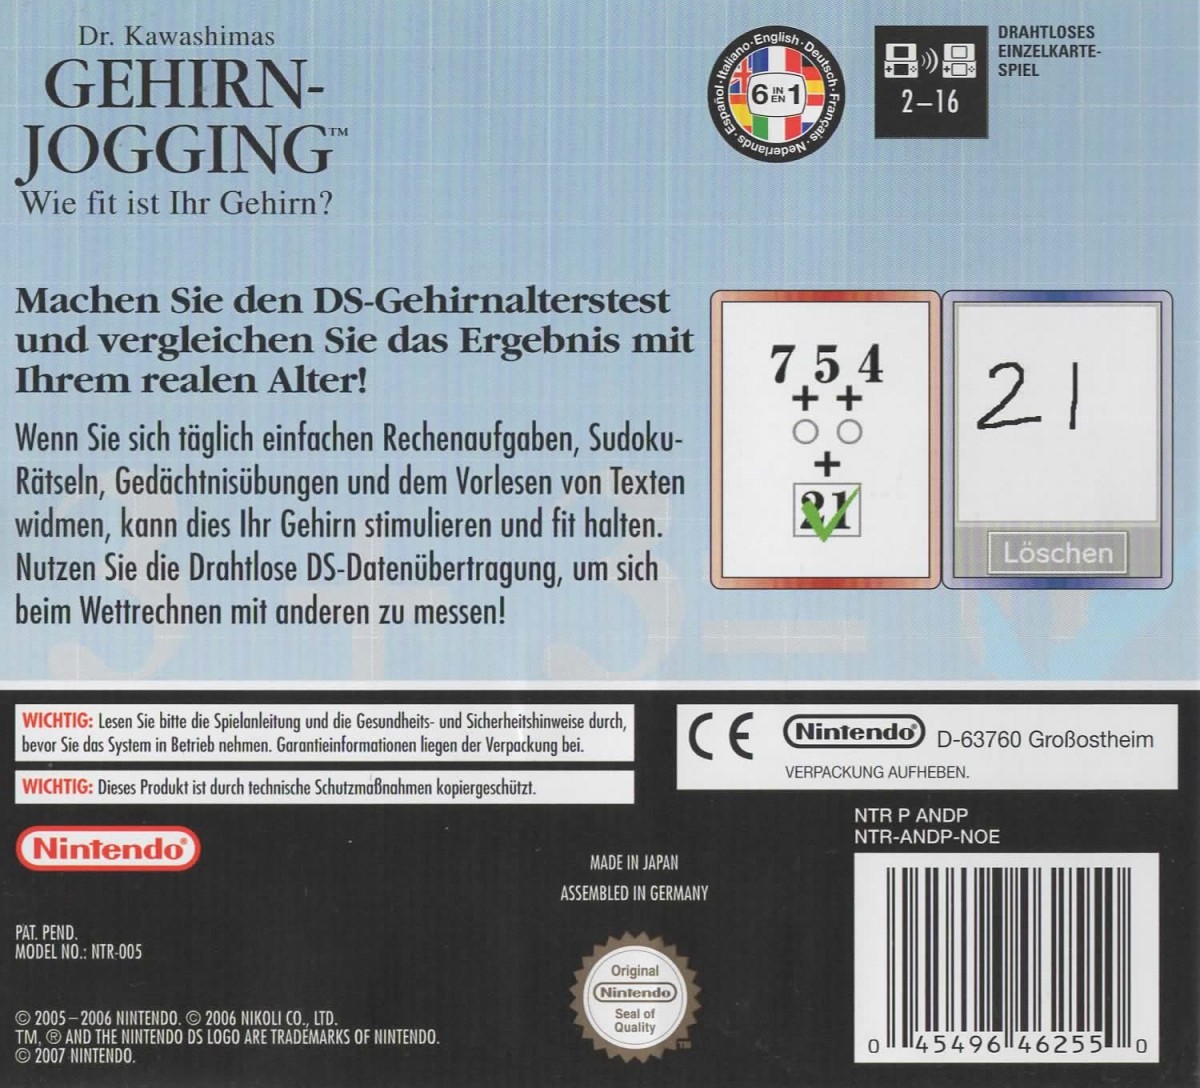 Dr. Kawashimas
GEHIRN-
JOGGING™
Wie fit ist Ihr Gehirn?
Italiano · English · Deutsch · Français · Nederlands · Español ·
6 IN EN 1
2–16
DRAHTLOSES
EINZELKARTE-
SPIEL
Machen Sie den DS-Gehirnalterstest
und vergleichen Sie das Ergebnis mit
Ihrem realen Alter!
Wenn Sie sich täglich einfachen Rechenaufgaben, Sudoku-
Rätseln, Gedächtnisübungen und dem Vorlesen von Texten
widmen, kann dies Ihr Gehirn stimulieren und fit halten.
Nutzen Sie die Drahtlose DS-Datenübertragung, um sich
beim Wettrechnen mit anderen zu messen!
7 5 4
+ +
+
21
21
Löschen
WICHTIG: Lesen Sie bitte die Spielanleitung und die Gesundheits- und Sicherheitshinweise durch,
bevor Sie das System in Betrieb nehmen. Garantieinformationen liegen der Verpackung bei.
WICHTIG: Dieses Produkt ist durch technische Schutzmaßnahmen kopiergeschützt.
CE Nintendo® D-63760 Großostheim
VERPACKUNG AUFHEBEN.
NTR P ANDP
NTR-ANDP-NOE
Nintendo®
MADE IN JAPAN
ASSEMBLED IN GERMANY
PAT. PEND.
MODEL NO.: NTR-005
Original
Nintendo
Seal of
Quality
TM
© 2005–2006 NINTENDO. © 2006 NIKOLI CO., LTD.
TM, ® AND THE NINTENDO DS LOGO ARE TRADEMARKS OF NINTENDO.
© 2007 NINTENDO.
0 45496 46255 0